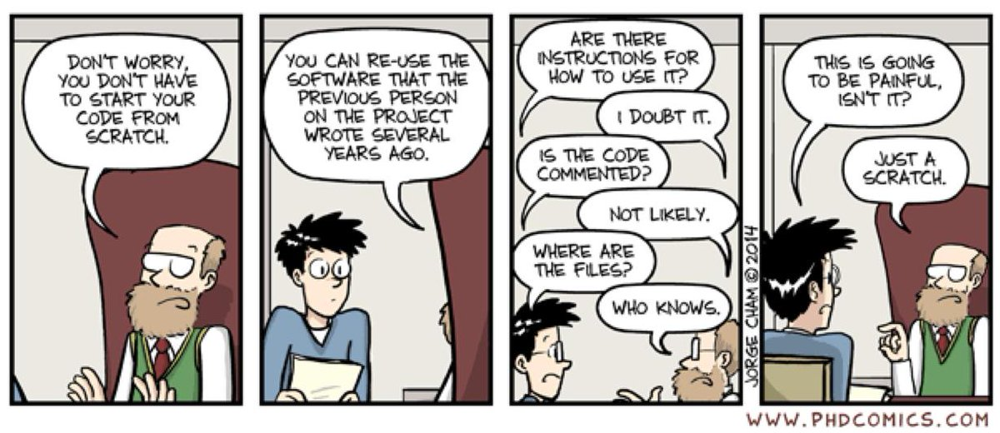 DON'T WORRY,
YOU DON'T HAVE
TO START YOUR
CODE FROM
SCRATCH.
YOU CAN RE-USE THE
SOFTWARE THAT THE
PREVIOUS PERSON
ON THE PROJECT
WROTE SEVERAL
YEARS AGO.
ARE THERE
INSTRUCTIONS FOR
HOW TO USE IT?
I DOUBT IT.
IS THE CODE
COMMENTED?
NOT LIKELY.
WHERE ARE
THE FILES?
WHO KNOWS.
THIS IS GOING
TO BE PAINFUL,
ISN'T IT?
JUST A
SCRATCH.
JORGE CHAM © 2014
WWW.PHDCOMICS.COM